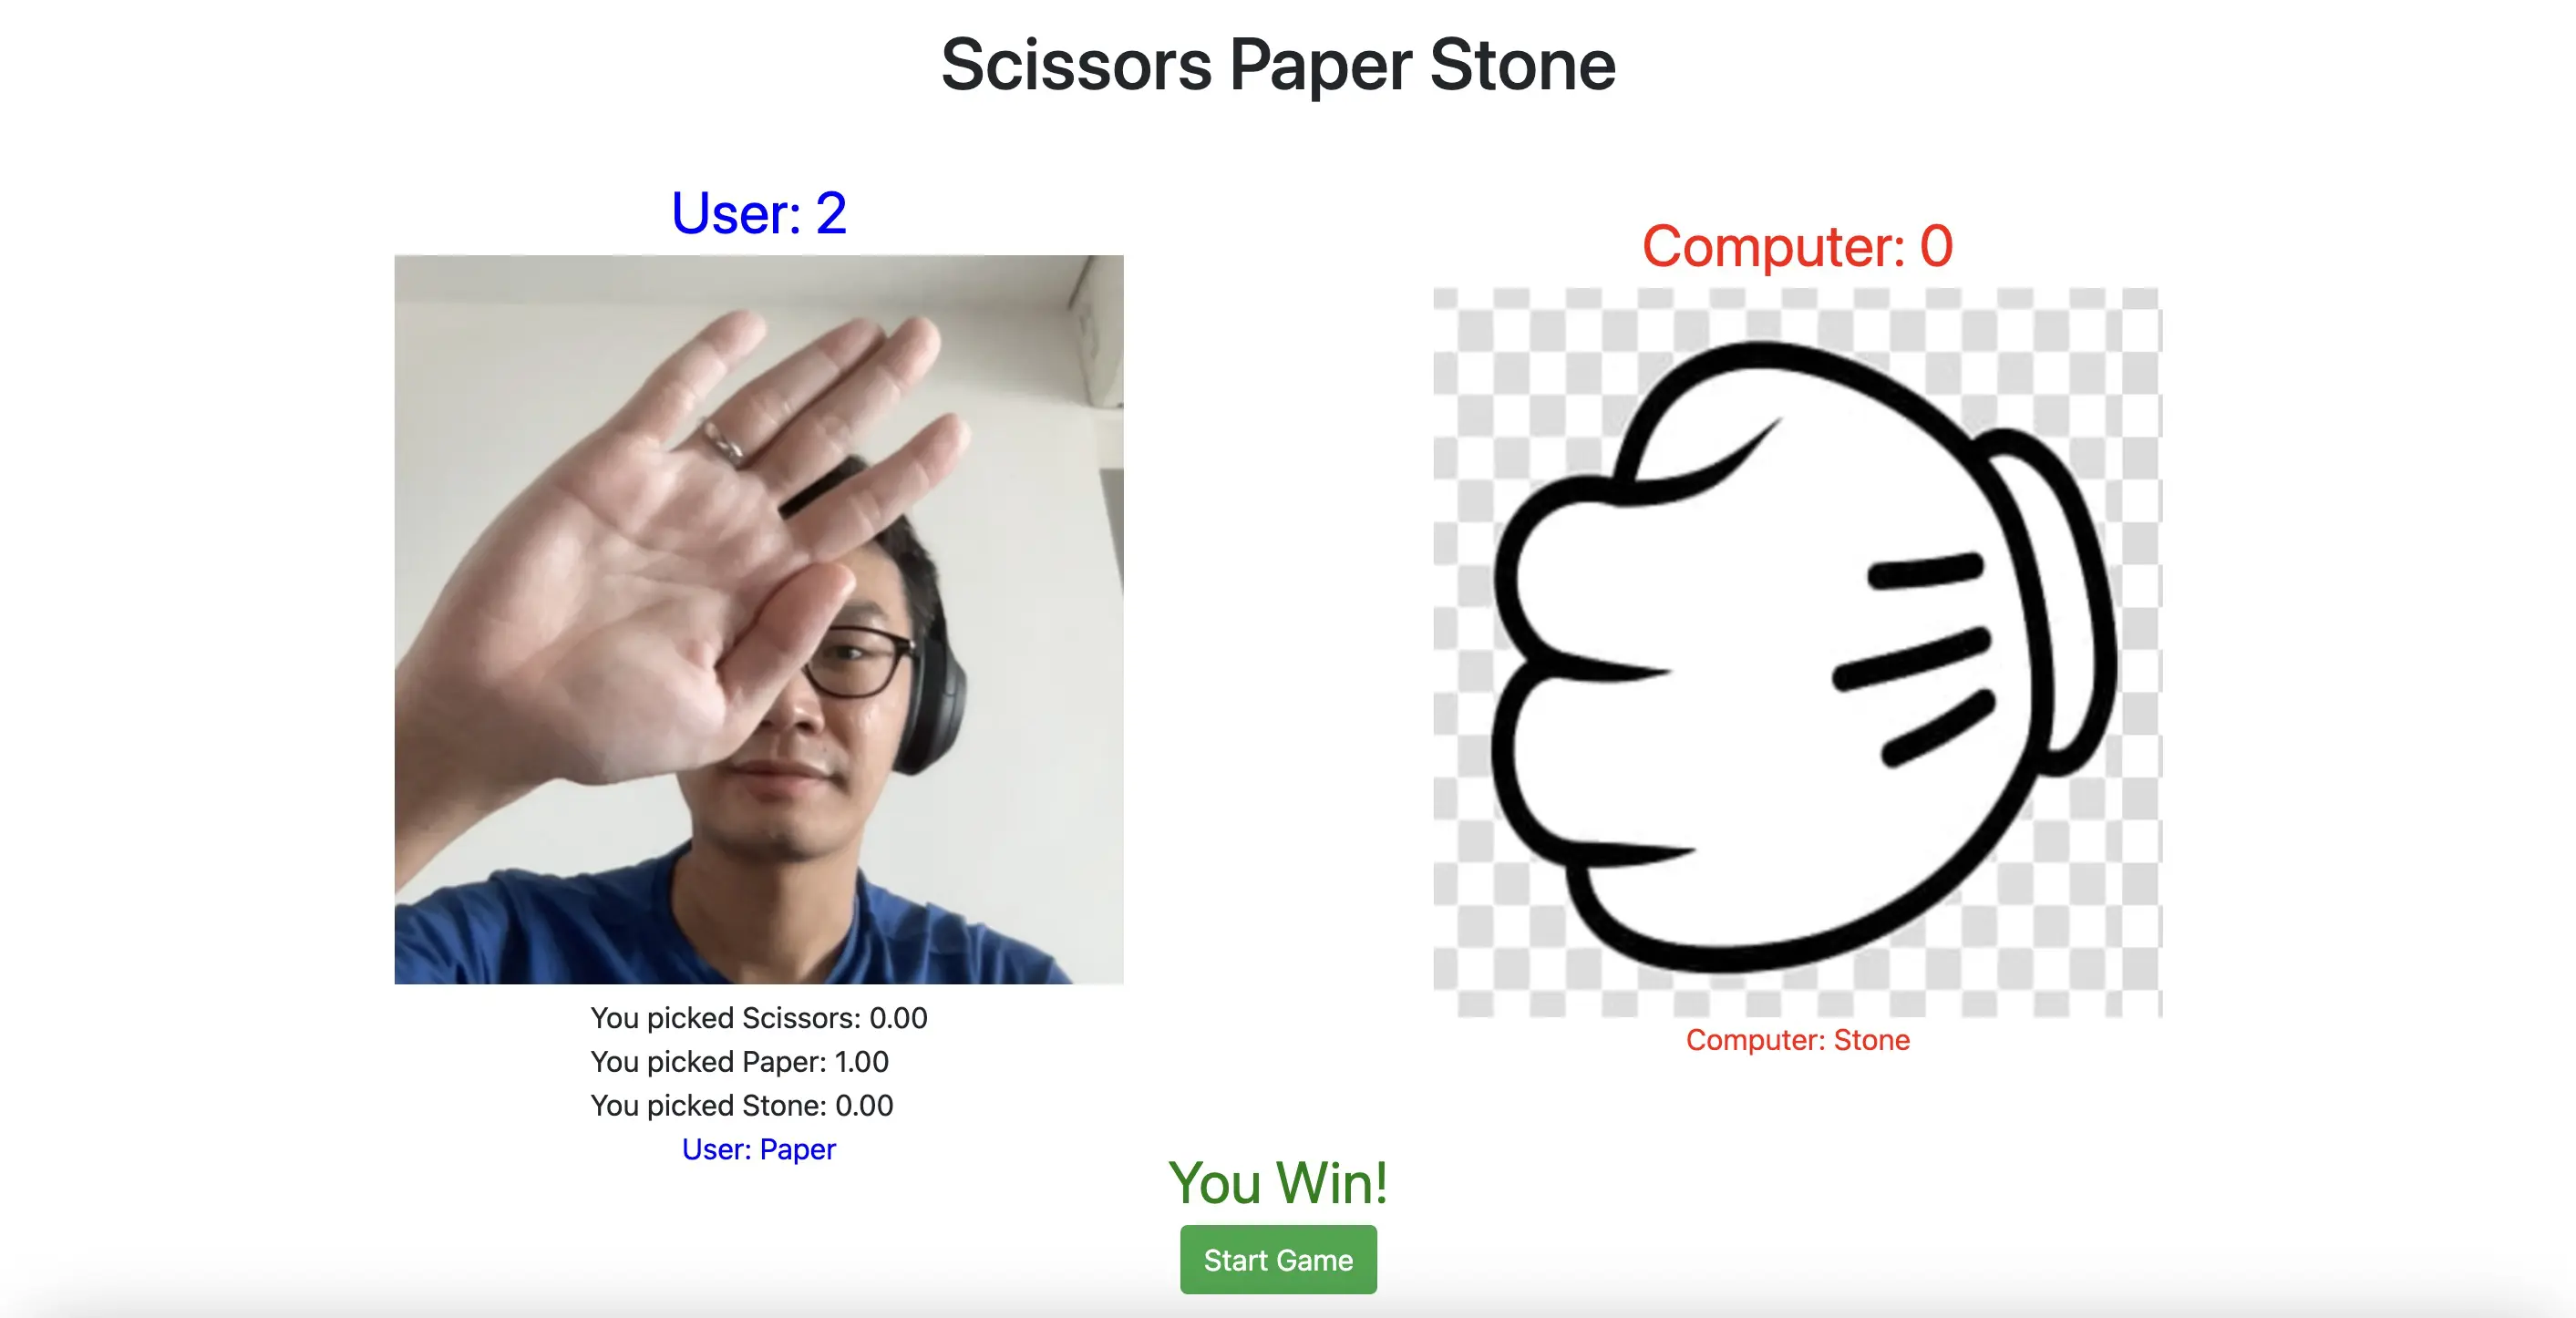 Scissors Paper Stone
User: 2
Computer: 0
You picked Scissors: 0.00
You picked Paper: 1.00
You picked Stone: 0.00
User: Paper
Computer: Stone
You Win!
Start Game